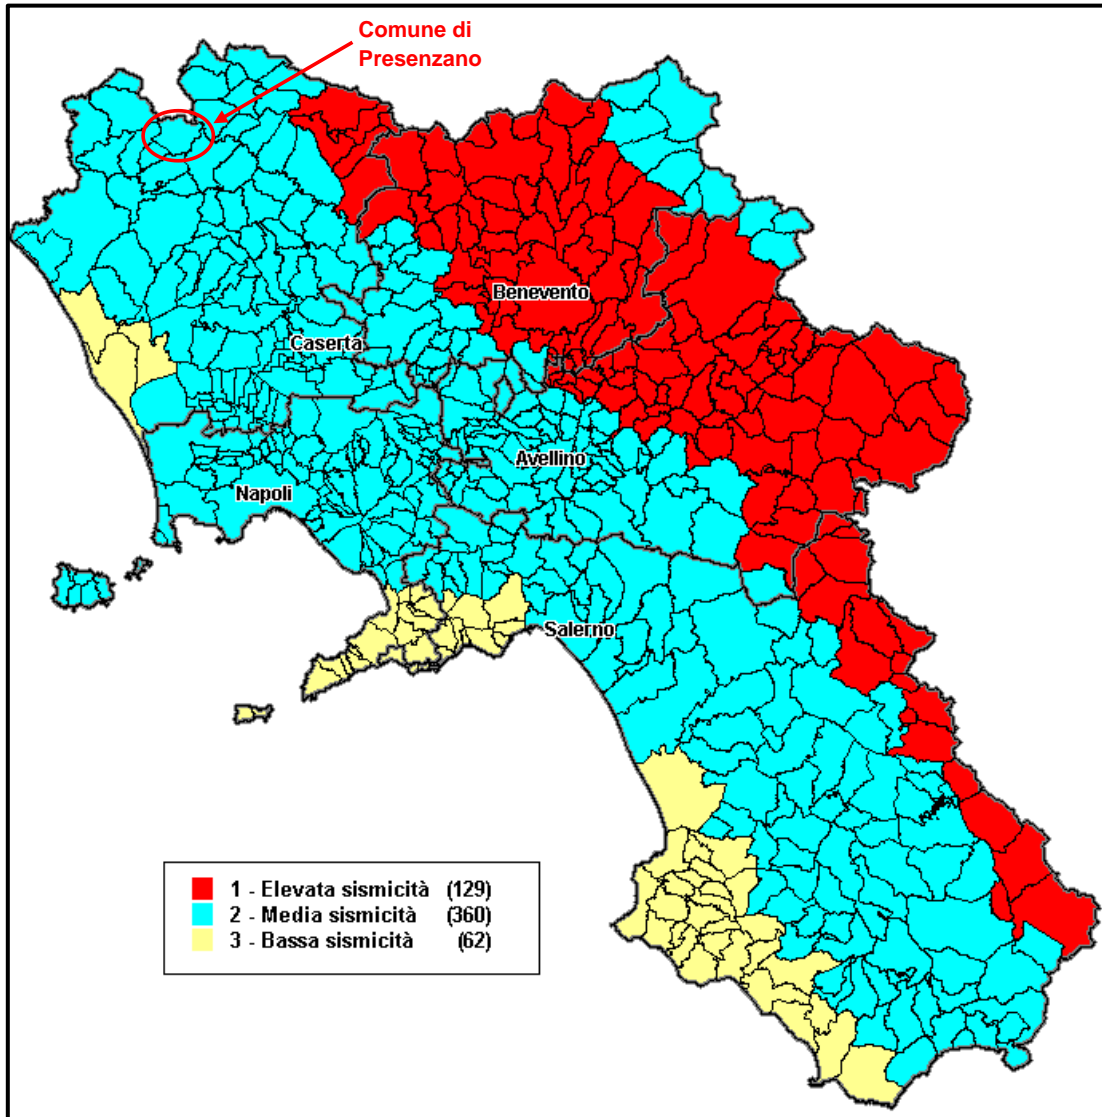 Comune di
Presenzano
Benevento
Caserta
Avellino
Napoli
Salerno
1 - Elevata sismicità (129)
2 - Media sismicità (360)
3 - Bassa sismicità (62)